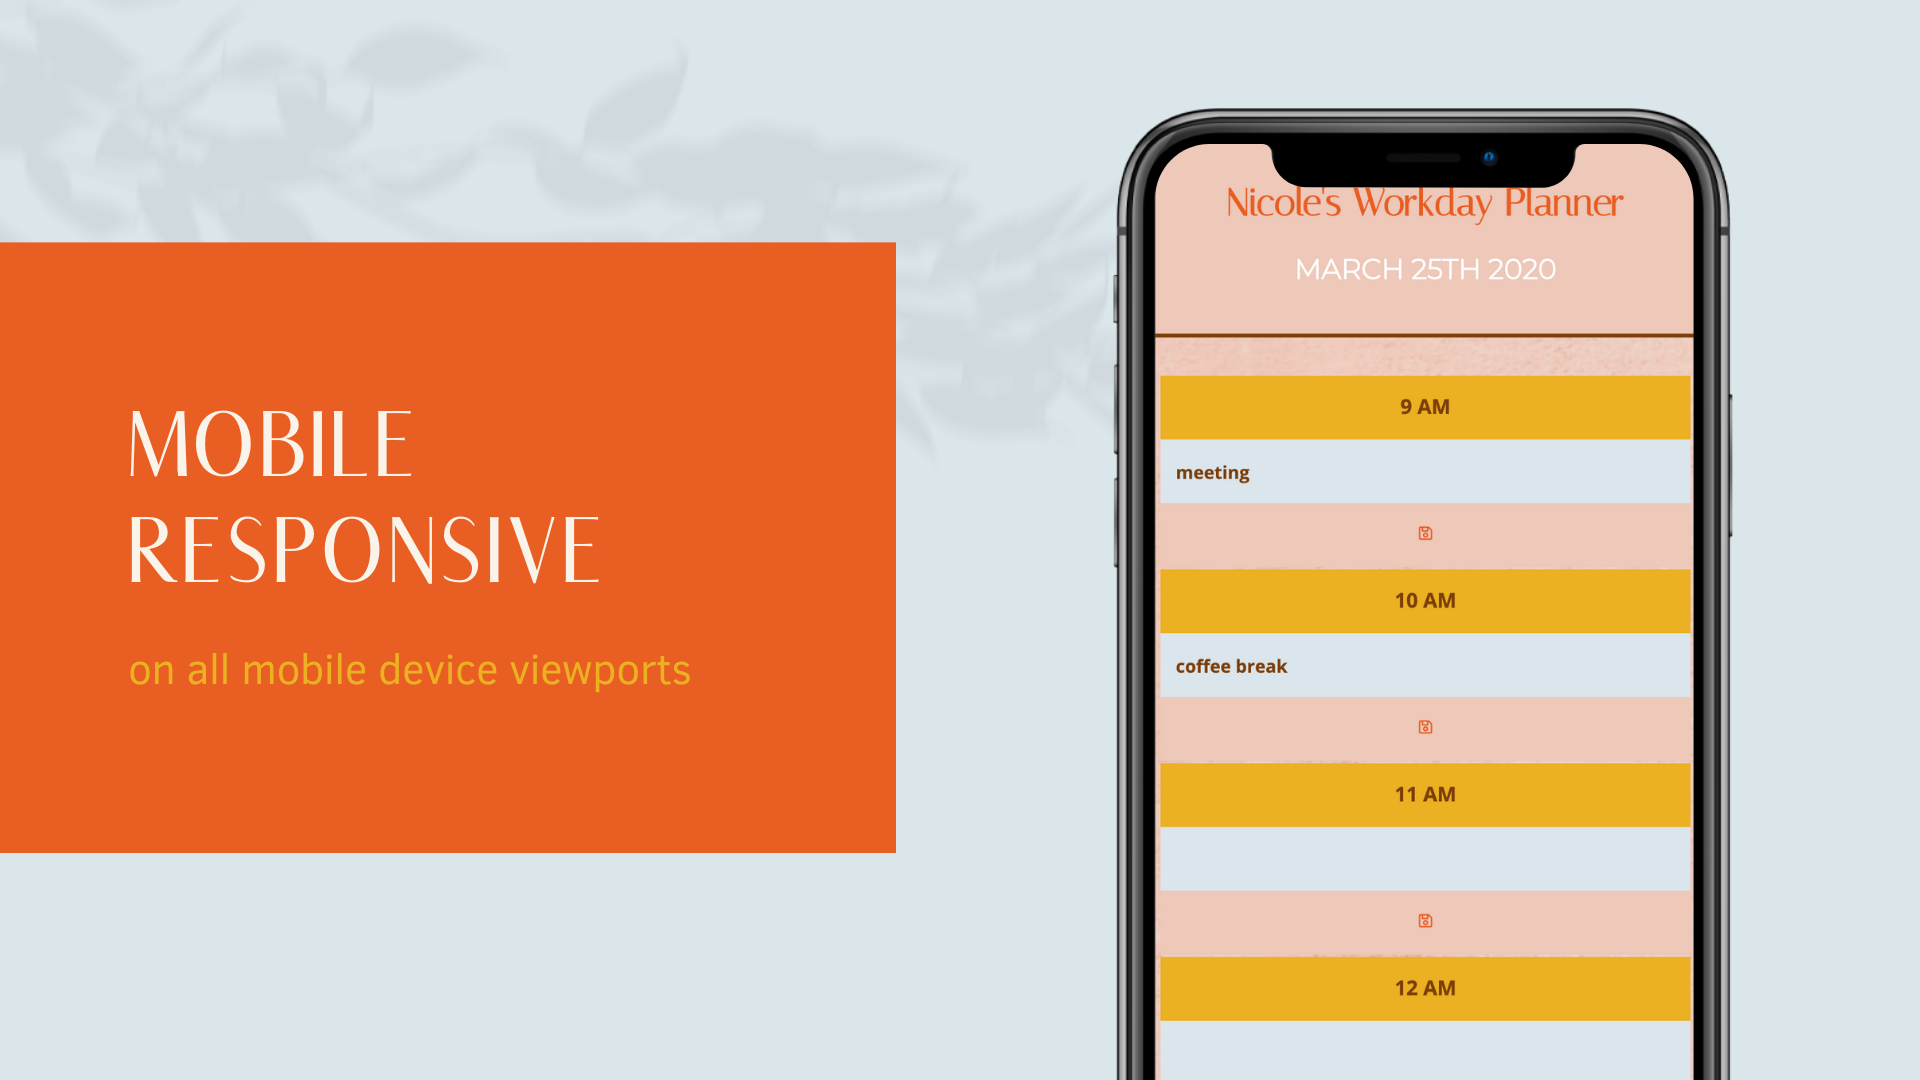 MOBILE
RESPONSIVE
on all mobile device viewports
Nicole's Workday Planner
MARCH 25TH 2020
9 AM
meeting
10 AM
coffee break
11 AM
12 AM